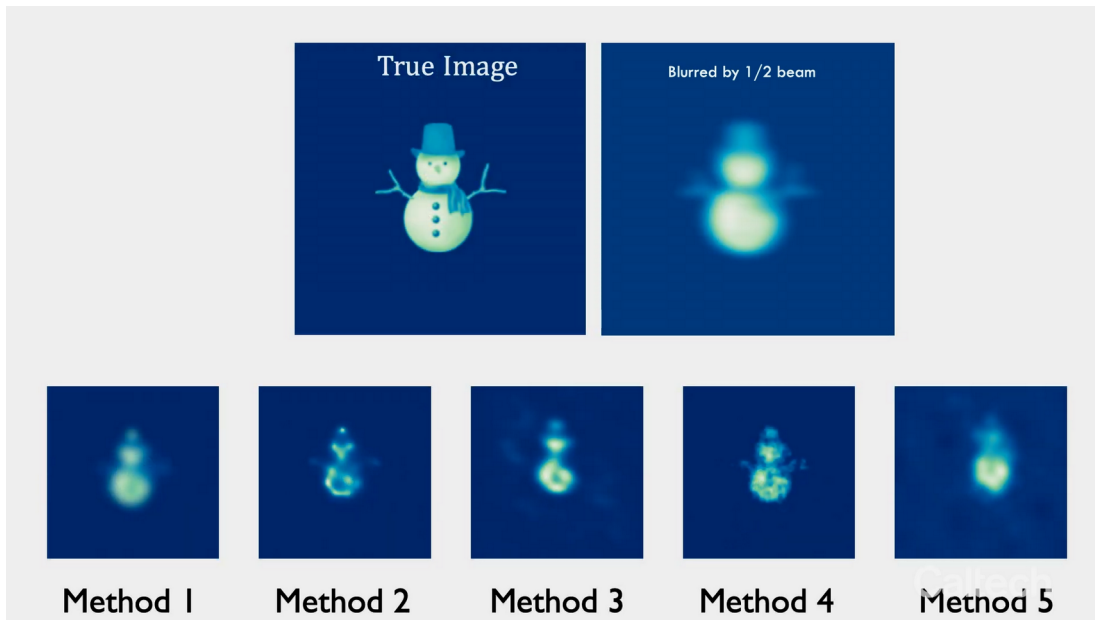 True Image
Blurred by 1/2 beam
Caltech
Method 1
Method 2
Method 3
Method 4
Method 5